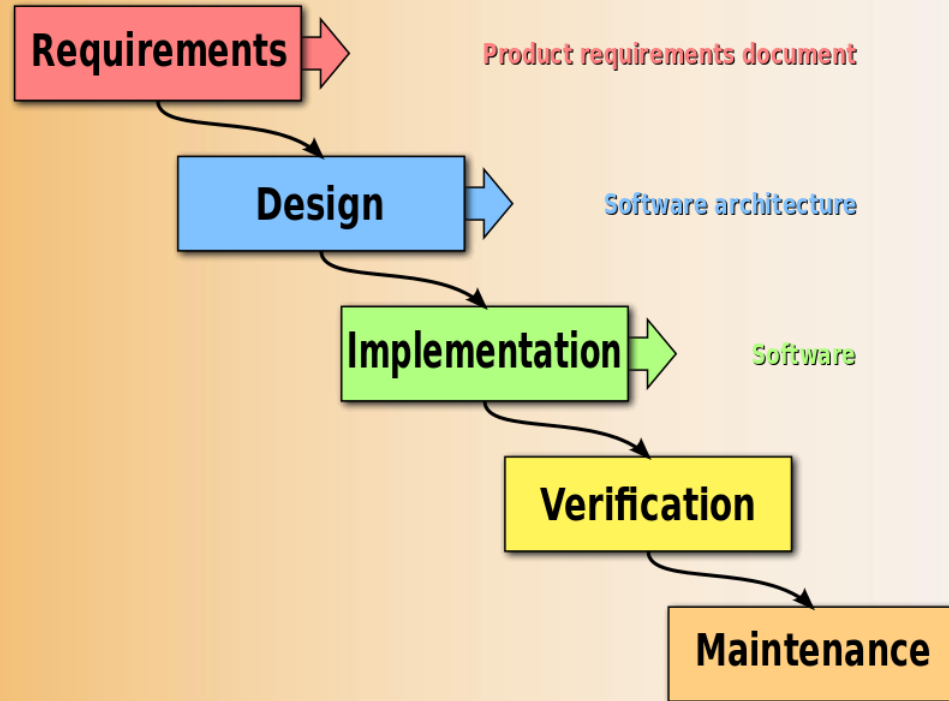 Requirements
Product requirements document
Design
Software architecture
Implementation
Software
Verification
Maintenance